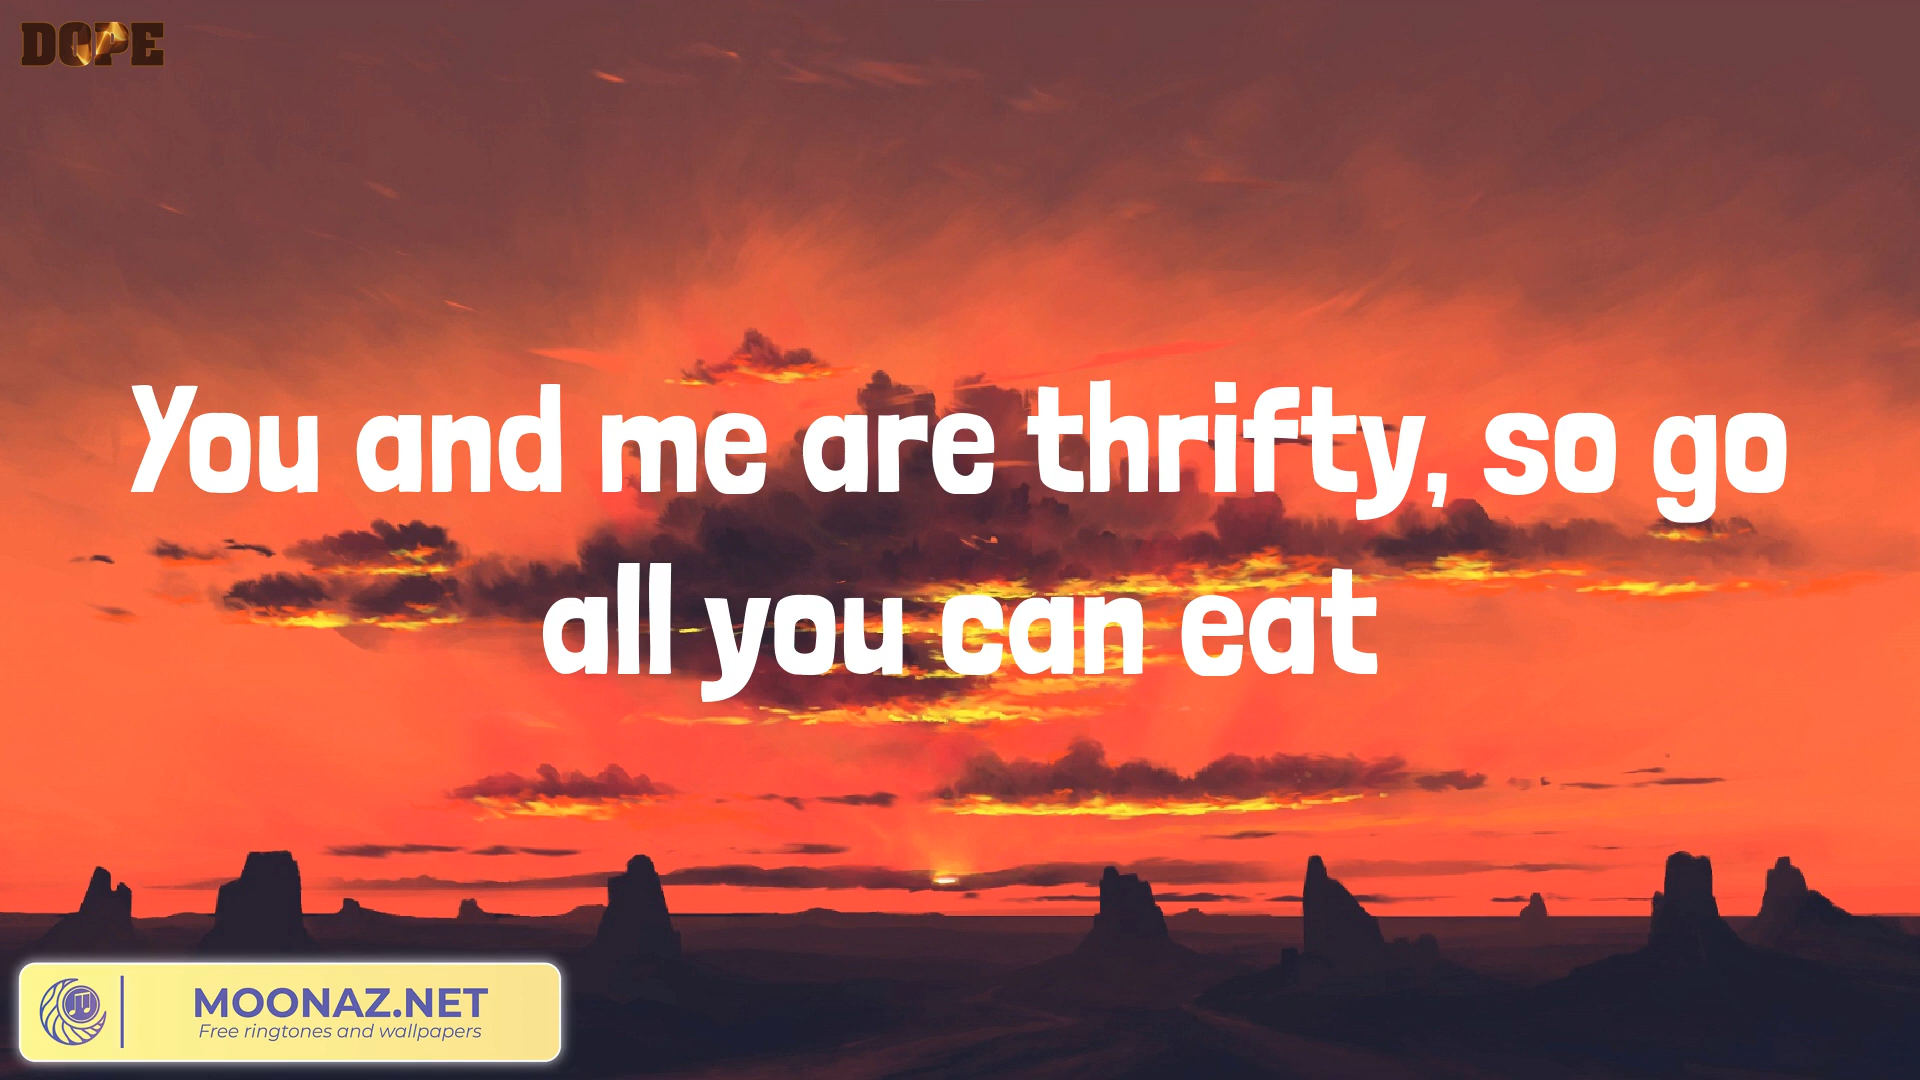 DOPE
You and me are thrifty, so go
all you can eat
MOONAZ.NET
Free ringtones and wallpapers